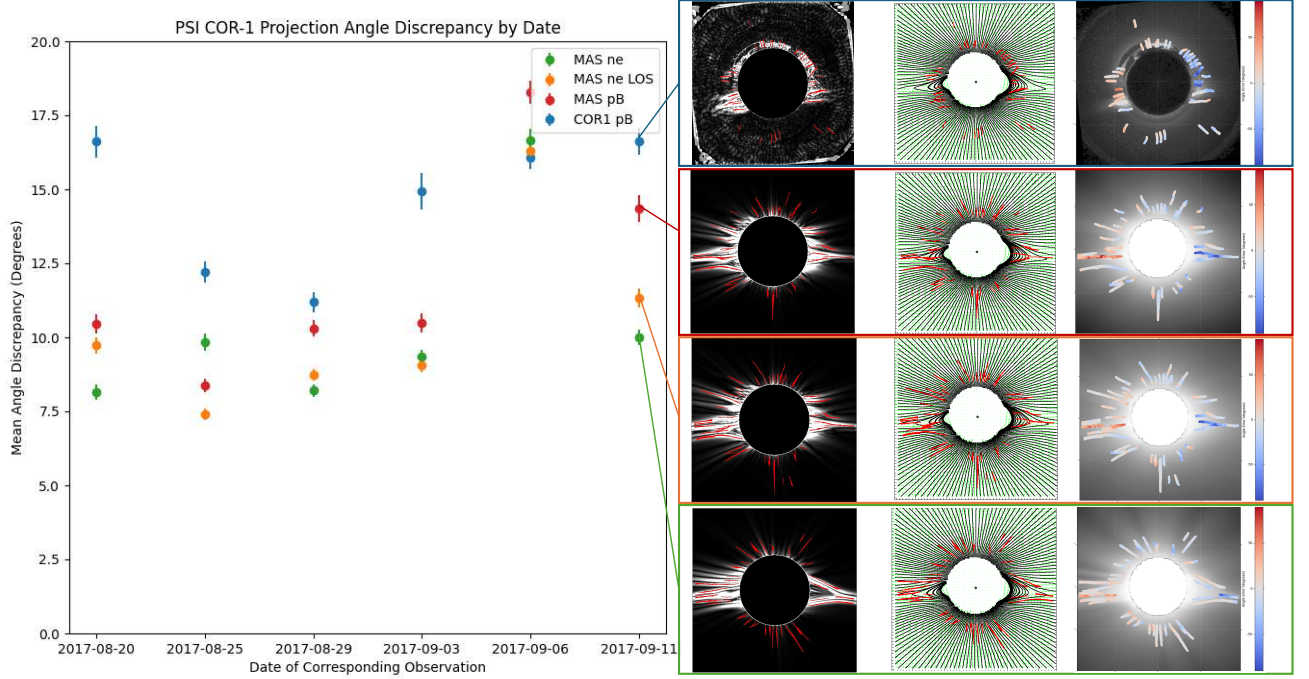 PSI COR-1 Projection Angle Discrepancy by Date
Mean Angle Discrepancy (Degrees)
20.0
17.5
15.0
12.5
10.0
7.5
5.0
2.5
0.0
MAS ne
MAS ne LOS
MAS pB
COR1 pB
2017-08-20 2017-08-25 2017-08-29 2017-09-03 2017-09-06 2017-09-11
Date of Corresponding Observation